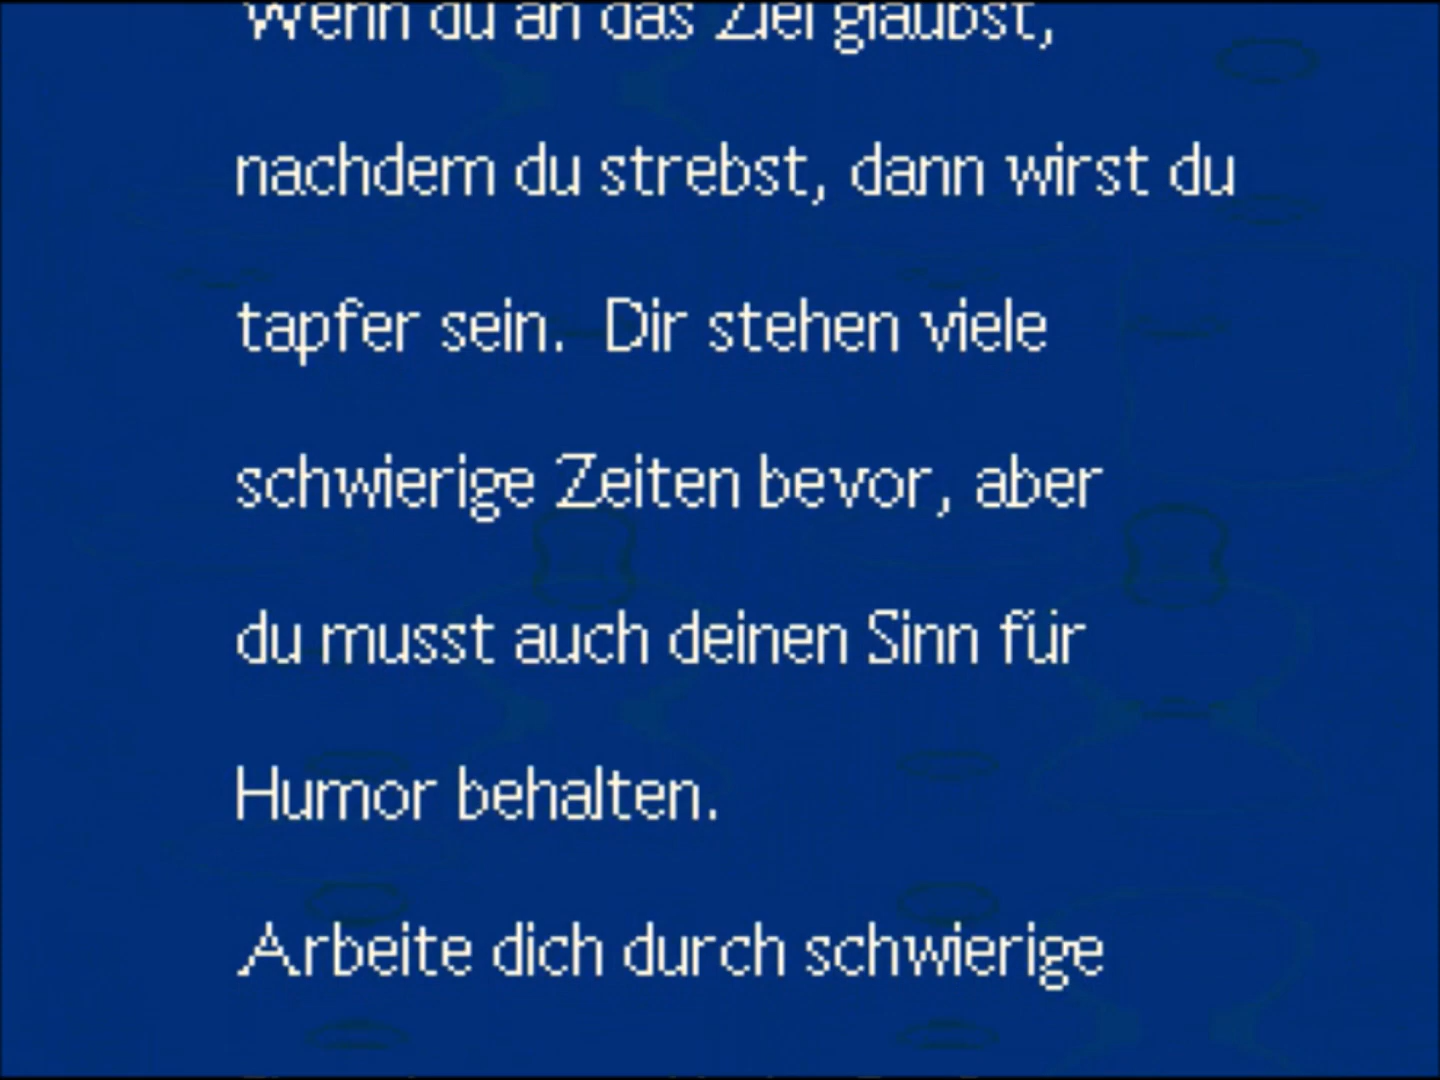 Wenn du an das Ziel glaubst,
nachdem du strebst, dann wirst du
tapfer sein. Dir stehen viele
schwierige Zeiten bevor, aber
du musst auch deinen Sinn für
Humor behalten.
Arbeite dich durch schwierige